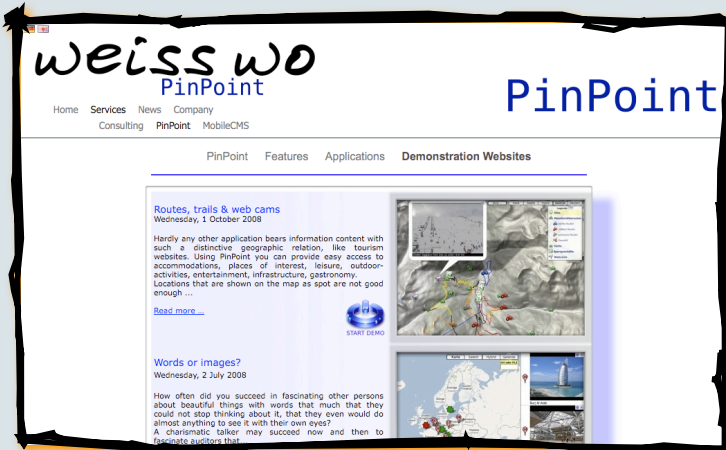 weiss wo
PinPoint
PinPoint
Home Services News Company
Consulting PinPoint MobileCMS
PinPoint Features Applications Demonstration Websites
Routes, trails & web cams
Wednesday, 1 October 2008
Hardly any other application bears information content with
such a distinctive geographic relation, like tourism
websites. Using PinPoint you can provide easy access to
accommodations, places of interest, leisure, outdoor-
activities, entertainment, infrastructure, gastronomy.
Locations that are shown on the map as spot are not good
enough ...
Read more ...
START DEMO
Words or images?
Wednesday, 2 July 2008
How often did you succeed in fascinating other persons
about beautiful things with words that much that they
could not stop thinking about it, that they even would do
almost anything to see it with their own eyes?
A charismatic talker may succeed now and then to
fascinate auditors that...